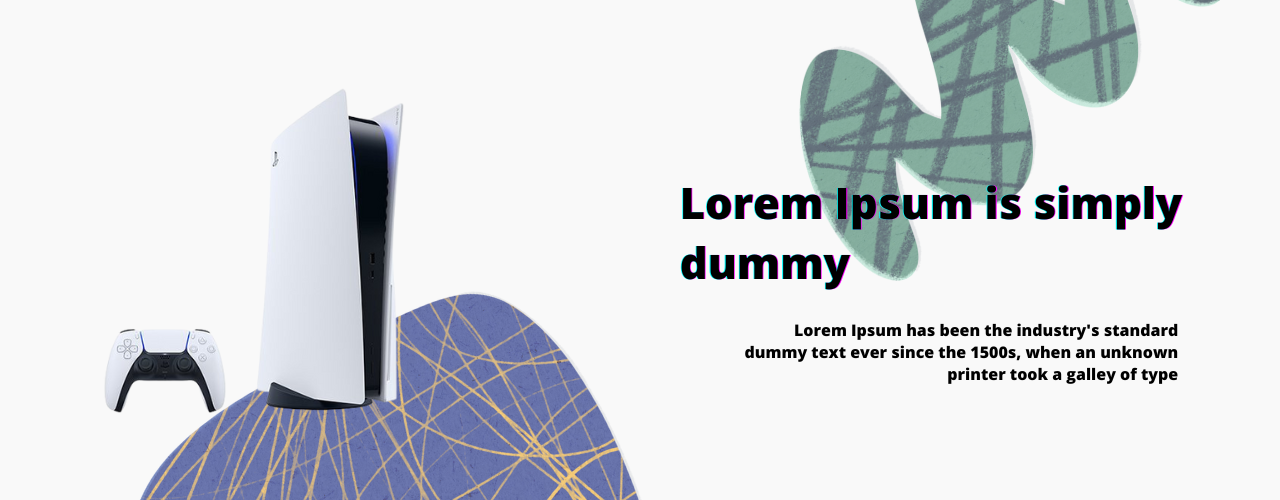 Lorem Ipsum is simply
dummy
Lorem Ipsum has been the industry's standard
dummy text ever since the 1500s, when an unknown
printer took a galley of type